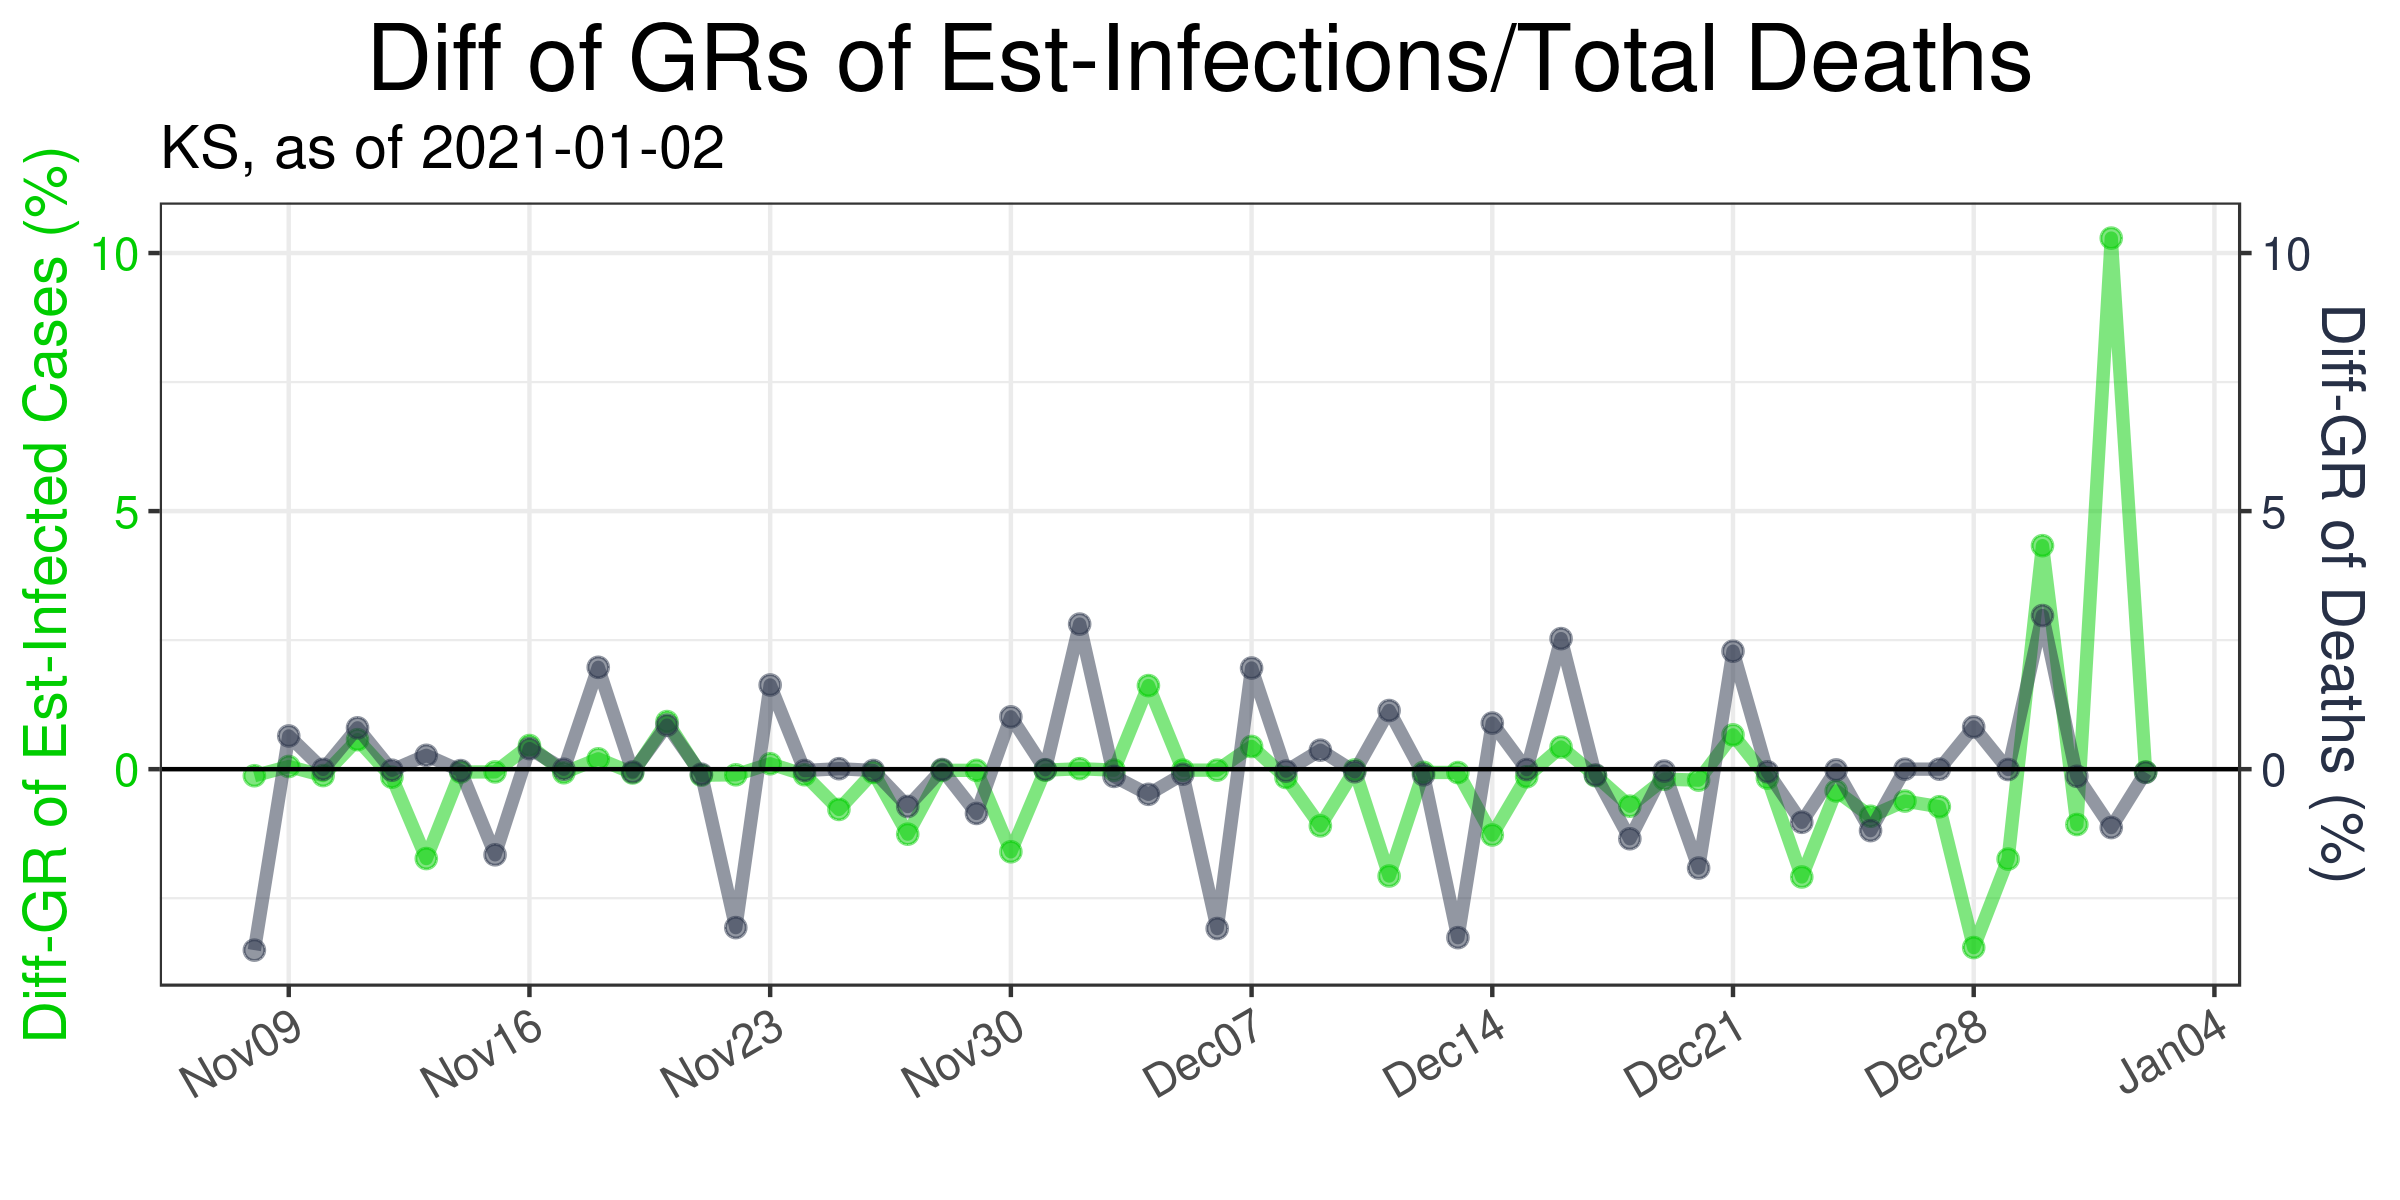 Diff of GRs of Est-Infections/Total Deaths
KS, as of 2021-01-02
Diff-GR of Est-Infected Cases (%)
10
5
0
10
5
0
Diff-GR of Deaths (%)
Nov09
Nov16
Nov23
Nov30
Dec07
Dec14
Dec21
Dec28
Jan04